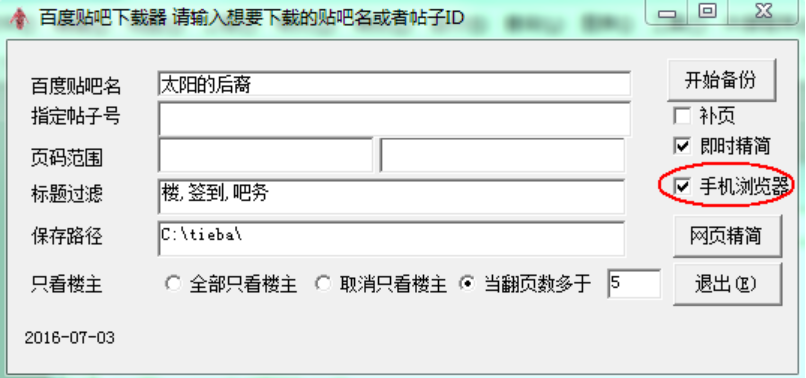 百度贴吧下载器 请输入想要下载的贴吧名或者帖子ID
百度贴吧名 太阳的后裔 开始备份
指定帖子号 补页
页码范围 即时精简
标题过滤 楼,签到,吧务 手机浏览器
保存路径 C:\tieba\ 网页精简
只看楼主 全部只看楼主 取消只看楼主 当翻页数多于 5 退出(E)
2016-07-03